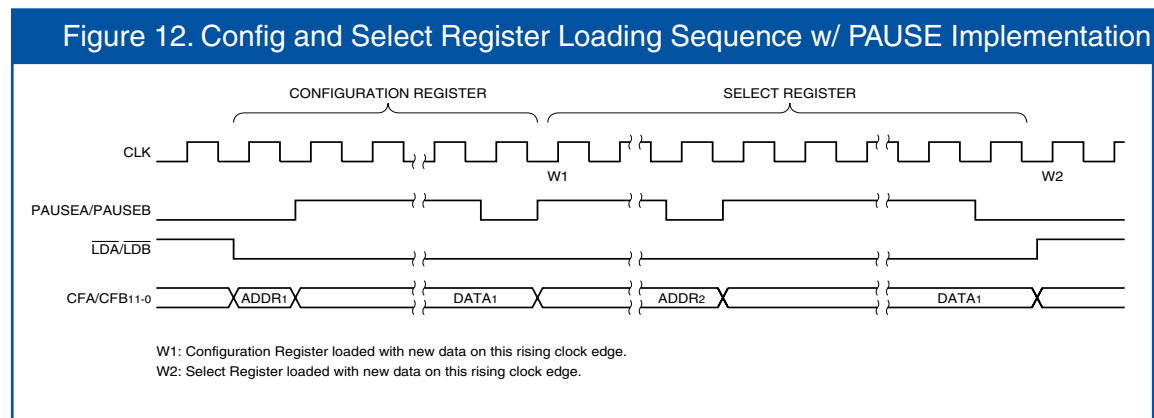 Figure 12. Config and Select Register Loading Sequence w/ PAUSE Implementation
CONFIGURATION REGISTER SELECT REGISTER
CLK
W1 W2
PAUSEA/PAUSEB
LDA/LDB
CFA/CFB11-0 ADDR1 DATA1 ADDR2 DATA1
W1: Configuration Register loaded with new data on this rising clock edge.
W2: Select Register loaded with new data on this rising clock edge.